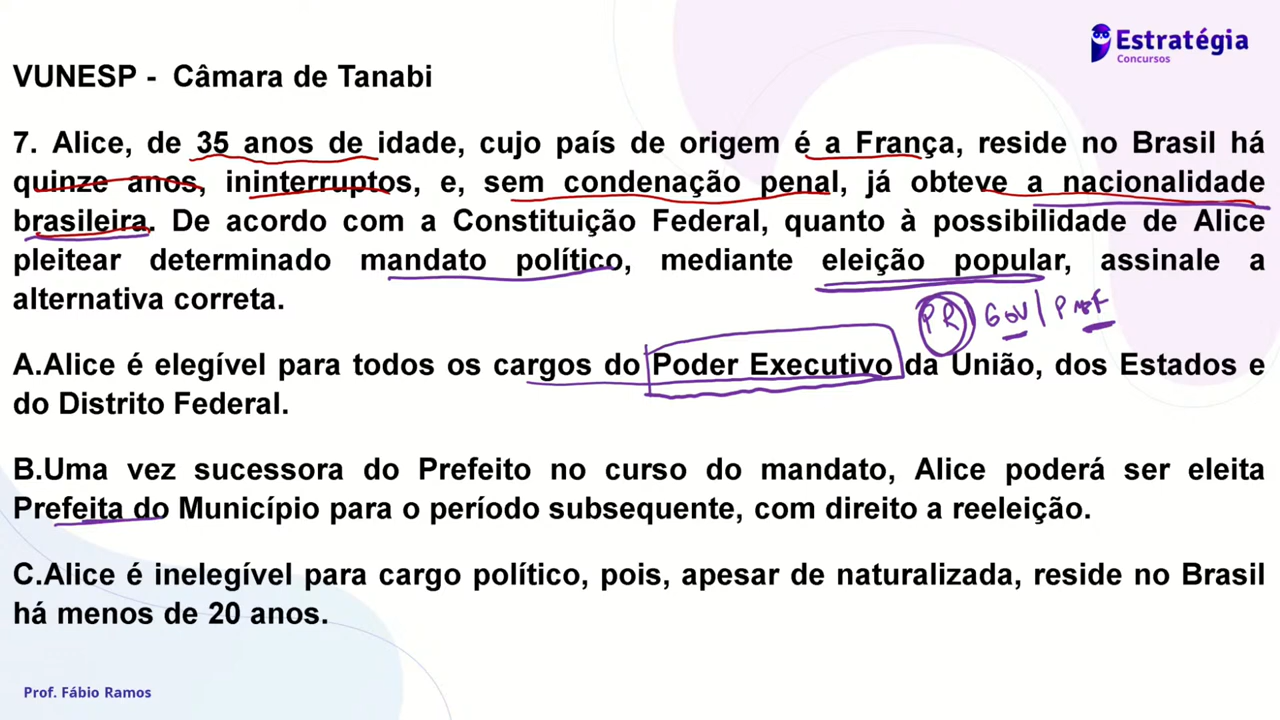 Estratégia
Concursos
VUNESP - Câmara de Tanabi
7. Alice, de 35 anos de idade, cujo país de origem é a França, reside no Brasil há
quinze anos, ininterruptos, e, sem condenação penal, já obteve a nacionalidade
brasileira. De acordo com a Constituição Federal, quanto à possibilidade de Alice
pleitear determinado mandato político, mediante eleição popular, assinale a
alternativa correta.
PR Gov/ Pref
A.Alice é elegível para todos os cargos do Poder Executivo da União, dos Estados e
do Distrito Federal.
B.Uma vez sucessora do Prefeito no curso do mandato, Alice poderá ser eleita
Prefeita do Município para o período subsequente, com direito a reeleição.
C.Alice é inelegível para cargo político, pois, apesar de naturalizada, reside no Brasil
há menos de 20 anos.
Prof. Fábio Ramos